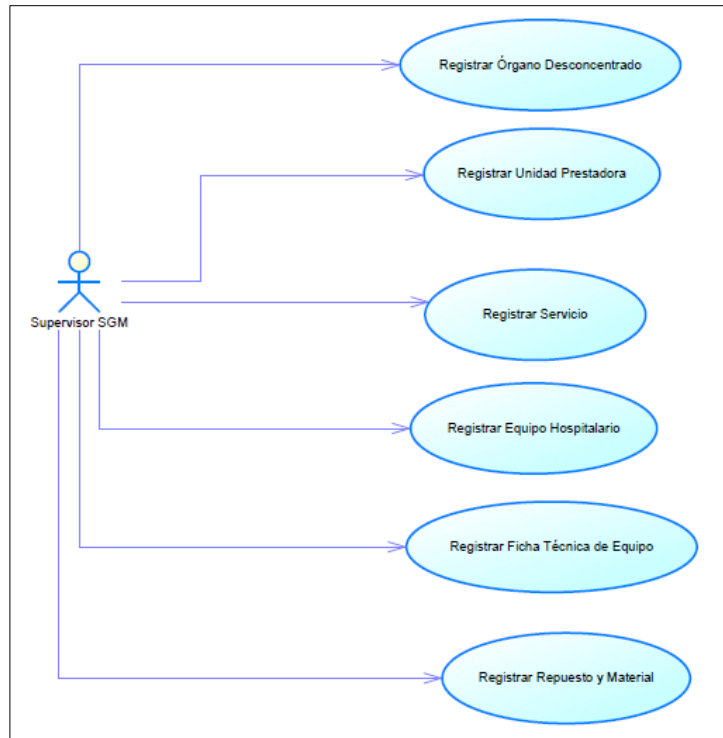 Registrar Órgano Desconcentrado
Registrar Unidad Prestadora
Supervisor SGM
Registrar Servicio
Registrar Equipo Hospitalario
Registrar Ficha Técnica de Equipo
Registrar Repuesto y Material